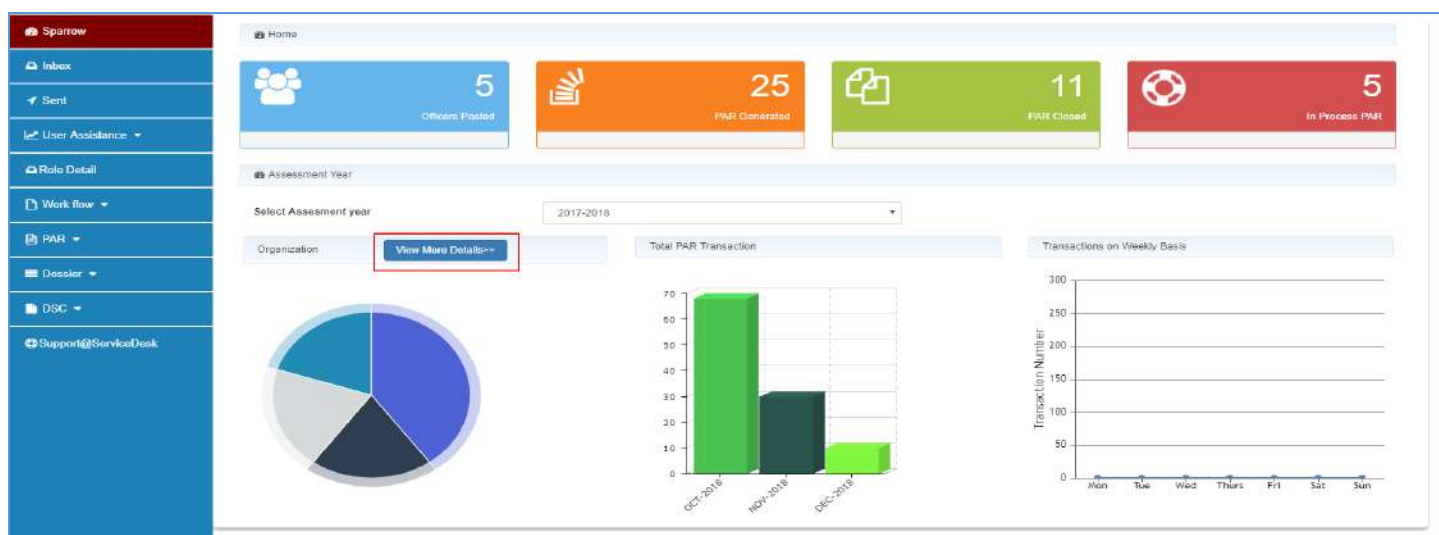 Sparrow
Inbox
Sent
User Assistance
Role Detail
Work flow
PAR
Dossier
DSC
Support@ServiceDesk
Home
5
Officers Posted
25
PAR Generated
11
PAR Closed
5
In Process PAR
Assessment Year
Select Assesment year
2017-2018
Organization
View More Details>>
Total PAR Transaction
70
60
50
40
30
20
10
0
OCT-2018
NOV-2018
DEC-2018
Transactions on Weekly Basis
Transaction Number
300
250
200
150
100
50
0
Mon Tue Wed Thurs Fri Sat Sun